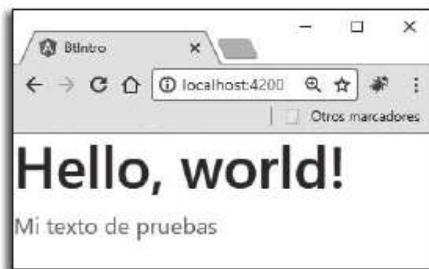 BtIntro
localhost:4200
Otros marcadores
Hello, world!
Mi texto de pruebas